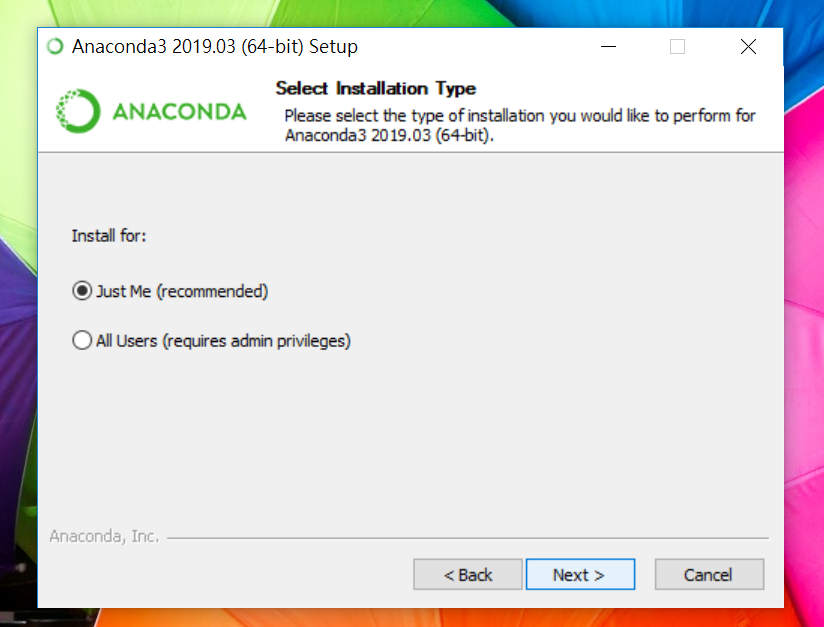 Anaconda3 2019.03 (64-bit) Setup
ANACONDA
Select Installation Type
Please select the type of installation you would like to perform for
Anaconda3 2019.03 (64-bit).
Install for:
Just Me (recommended)
All Users (requires admin privileges)
Anaconda, Inc.
< Back Next > Cancel